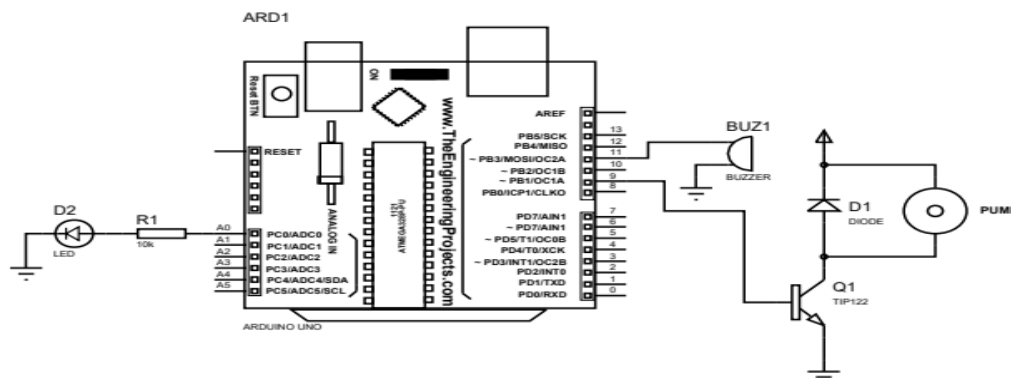 ARD1
ON
Reset BTN
www.TheEngineeringProjects.com
AREF
PB5/SCK 13
PB4/MISO 12
~ PB3/MOSI/OC2A 11
~ PB2/OC1B 10
~ PB1/OC1A 9
PB0/ICP1/CLKO 8
RESET
BUZ1
BUZZER
1121
ATMEGA328P-PU
ANALOG IN
PD7/AIN1 7
~ PD7/AIN1 6
~ PD5/T1/OC0B 5
PD4/T0/XCK 4
~ PD3/INT1/OC2B 3
PD2/INT0 2
PD1/TXD 1
PD0/RXD 0
D1
DIODE
PUMP
D2
LED
R1
10k
A0 PC0/ADC0
A1 PC1/ADC1
A2 PC2/ADC2
A3 PC3/ADC3
A4 PC4/ADC4/SDA
A5 PC5/ADC5/SCL
Q1
TIP122
ARDUINO UNO